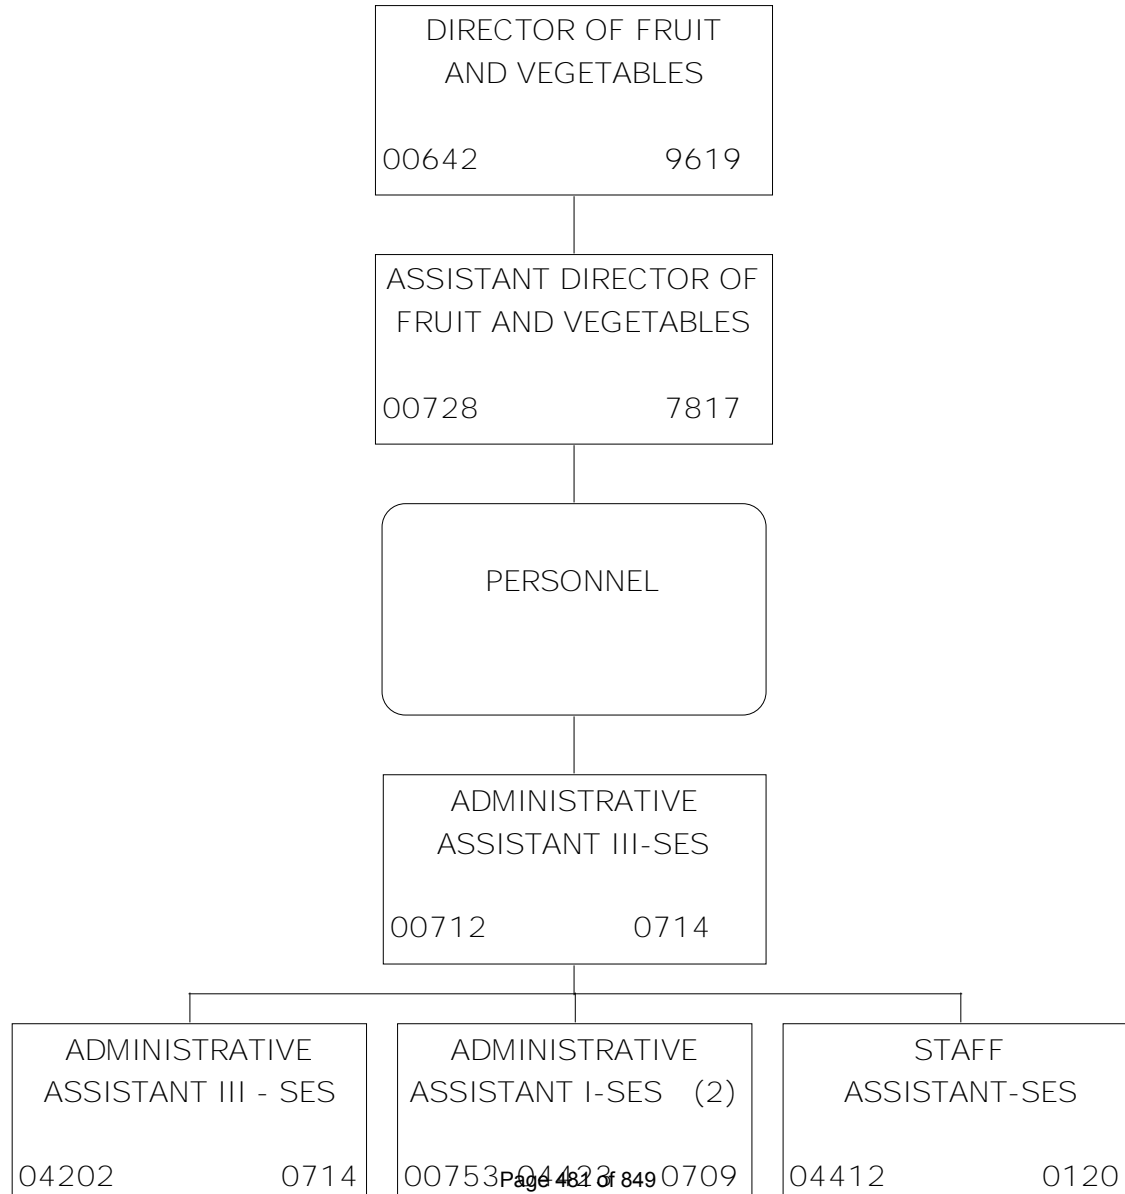 DIRECTOR OF FRUIT
AND VEGETABLES
00642 9619
ASSISTANT DIRECTOR OF
FRUIT AND VEGETABLES
00728 7817
PERSONNEL
ADMINISTRATIVE
ASSISTANT III-SES
00712 0714
ADMINISTRATIVE
ASSISTANT III - SES
04202 0714
ADMINISTRATIVE
ASSISTANT I-SES (2)
00753 04423 0709
STAFF
ASSISTANT-SES
04412 0120
Page 481 of 849